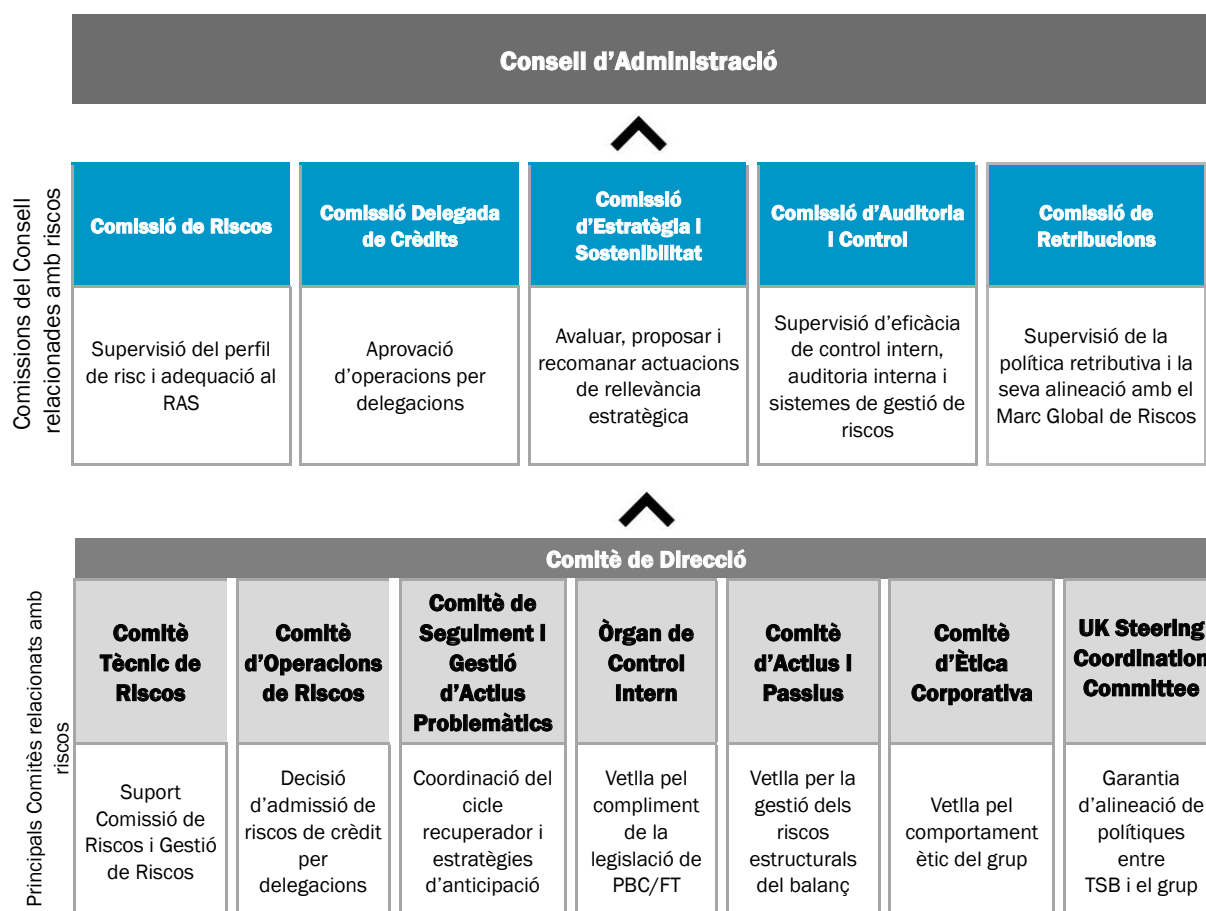 Consell d'Administració
Comissions del Consell
relacionades amb riscos
Comissió de Riscos
Comissió Delegada
de Crèdits
Comissió
d'Estratègia i
Sostenibilitat
Comissió d'Auditoria
i Control
Comissió de
Retribucions
Supervisió del perfil
de risc i adequació al
RAS
Aprovació
d'operacions per
delegacions
Avaluar, proposar i
recomanar actuacions
de rellevància
estratègica
Supervisió d'eficàcia
de control intern,
auditoria interna i
sistemes de gestió de
riscos
Supervisió de la
política retributiva i la
seva alineació amb el
Marc Global de Riscos
Comitè de Direcció
Principals Comitès relacionats amb
riscos
Comitè
Tècnic de
Riscos
Comitè
d'Operacions
de Riscos
Comitè de
Seguiment i
Gestió
d'Actius
Problemàtics
Òrgan de
Control
Intern
Comitè
d'Actius i
Passius
Comitè
d'Ètica
Corporativa
UK Steering
Coordination
Committee
Suport
Comissió de
Riscos i Gestió
de Riscos
Decisió
d'admissió de
riscos de crèdit
per
delegacions
Coordinació del
cicle
recuperador i
estratègies
d'anticipació
Vetlla pel
compliment
de la
legislació de
PBC/FT
Vetlla per la
gestió dels
riscos
estructurals
del balanç
Vetlla pel
comportament
ètic del grup
Garantia
d'alineació de
polítiques
entre
TSB i el grup